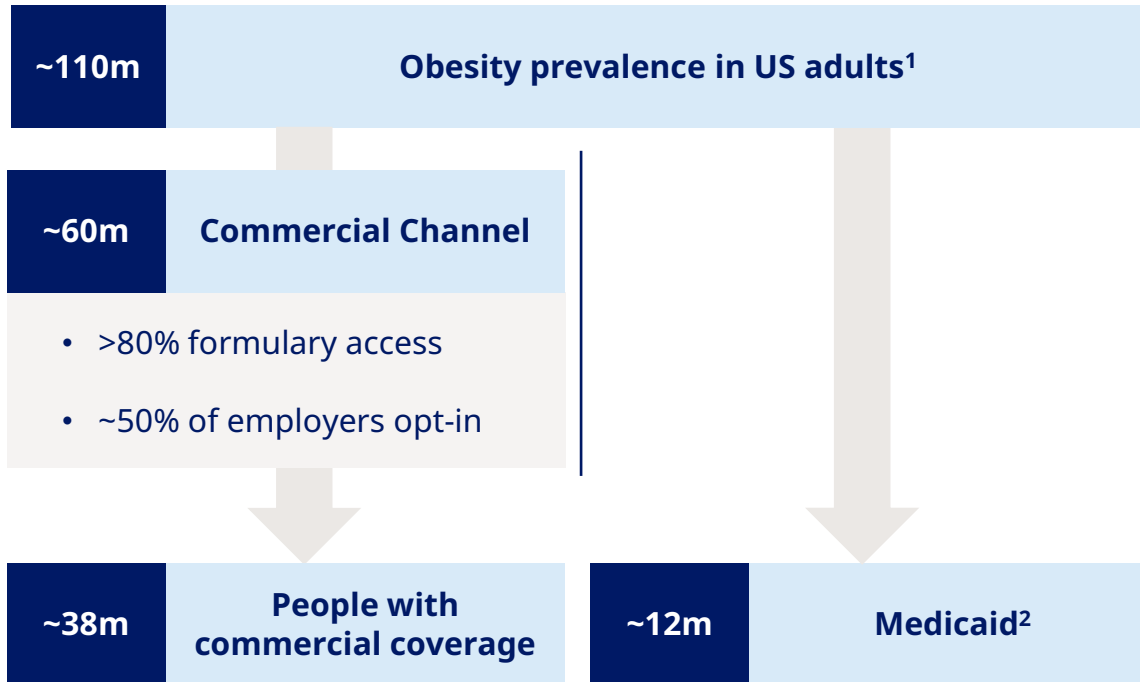 ~110m
Obesity prevalence in US adults¹
~60m
Commercial Channel
• >80% formulary access
• ~50% of employers opt-in
~38m
People with
commercial coverage
~12m
Medicaid²